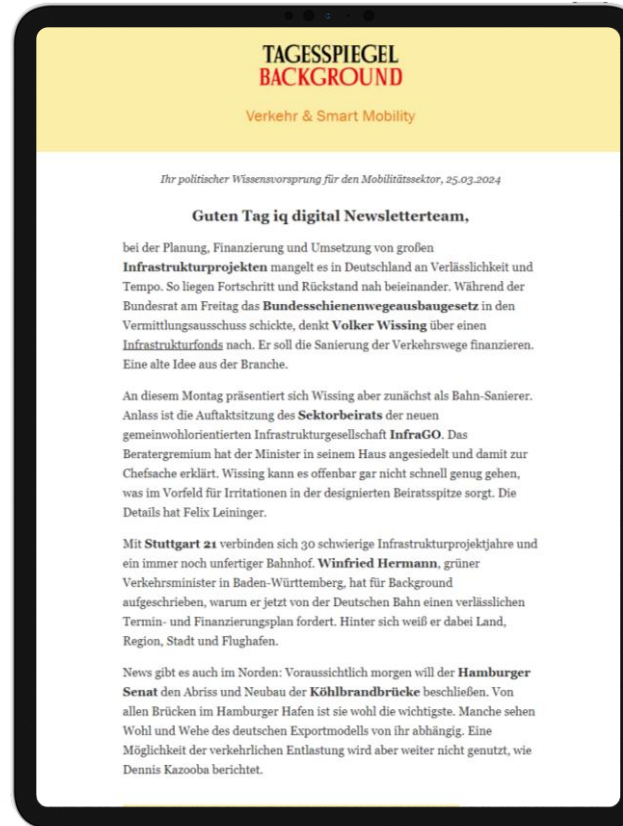 TAGESSPIEGEL
BACKGROUND
Verkehr & Smart Mobility
Ihr politischer Wissensvorsprung für den Mobilitätssektor, 25.03.2024
Guten Tag iq digital Newsletterteam,
bei der Planung, Finanzierung und Umsetzung von großen
Infrastrukturprojekten mangelt es in Deutschland an Verlässlichkeit und
Tempo. So liegen Fortschritt und Rückstand nah beieinander. Während der
Bundesrat am Freitag das Bundesschienenwegeausbaugesetz in den
Vermittlungsausschuss schickte, denkt Volker Wissing über einen
Infrastrukturfonds nach. Er soll die Sanierung der Verkehrswege finanzieren.
Eine alte Idee aus der Branche.
An diesem Montag präsentiert sich Wissing aber zunächst als Bahn-Sanierer.
Anlass ist die Auftaktsitzung des Sektorbeirats der neuen
gemeinwohlorientierten Infrastrukturgesellschaft InfraGO. Das
Beratergremium hat der Minister in seinem Haus angesiedelt und damit zur
Chefsache erklärt. Wissing kann es offenbar gar nicht schnell genug gehen,
was im Vorfeld für Irritationen in der designierten Beiratsspitze sorgt. Die
Details hat Felix Leininger.
Mit Stuttgart 21 verbinden sich 30 schwierige Infrastrukturprojektjahre und
ein immer noch unfertiger Bahnhof. Winfried Hermann, grüner
Verkehrsminister in Baden-Württemberg, hat für Background
aufgeschrieben, warum er jetzt von der Deutschen Bahn einen verlässlichen
Termin- und Finanzierungsplan fordert. Hinter sich weiß er dabei Land,
Region, Stadt und Flughafen.
News gibt es auch im Norden: Voraussichtlich morgen will der Hamburger
Senat den Abriss und Neubau der Köhlbrandbrücke beschließen. Von
allen Brücken im Hamburger Hafen ist sie wohl die wichtigste. Manche sehen
Wohl und Wehe des deutschen Exportmodells von ihr abhängig. Eine
Möglichkeit der verkehrlichen Entlastung wird aber weiter nicht genutzt, wie
Dennis Kazooba berichtet.